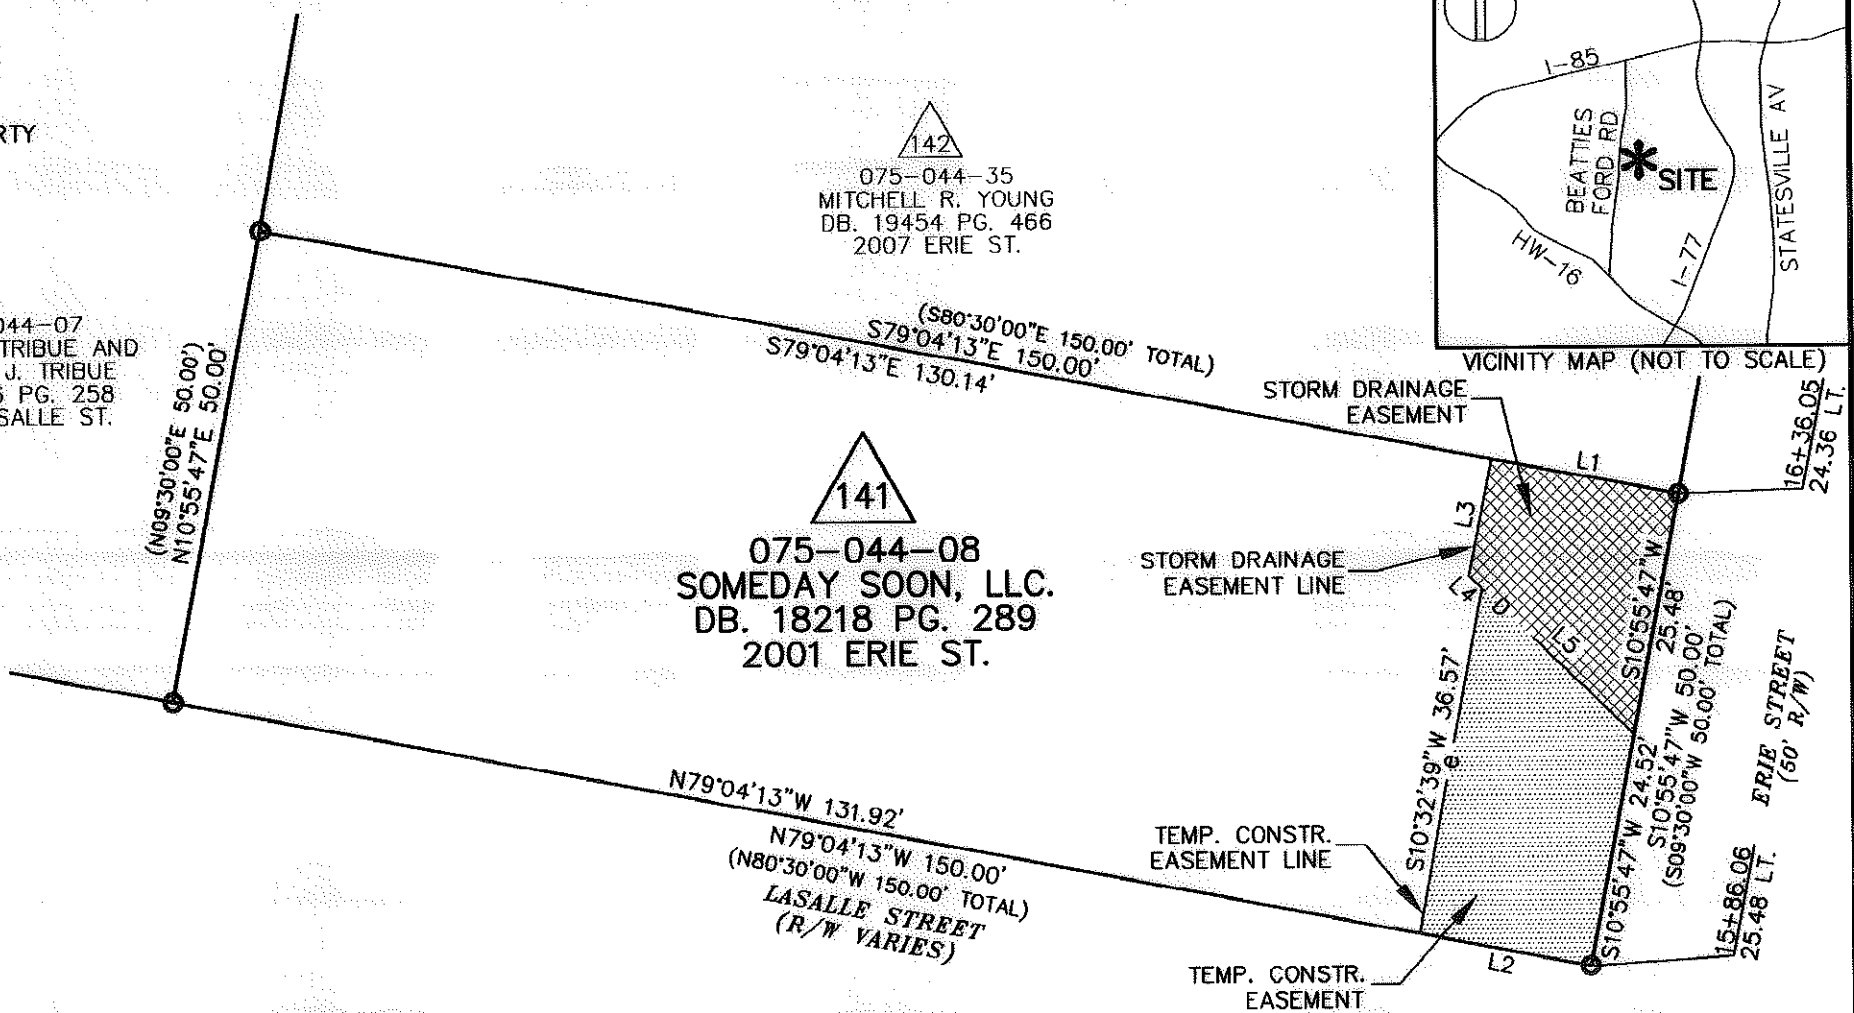 RTY
142
075-044-35
MITCHELL R. YOUNG
DB. 19454 PG. 466
2007 ERIE ST.
I-85
BEATTIES
FORD RD
SITE
STATESVILLE AV
HW-16
I-77
VICINITY MAP (NOT TO SCALE)
044-07
TRIBUE AND
J. TRIBUE
PG. 258
SALLE ST.
(N09°30'00"E 50.00')
N10°55'47"E 50.00'
(S80°30'00"E 150.00' TOTAL)
S79°04'13"E 150.00'
S79°04'13"E 130.14'
STORM DRAINAGE
EASEMENT
L1
16+36.05
24.36 LT.
141
075-044-08
SOMEDAY SOON, LLC.
DB. 18218 PG. 289
2001 ERIE ST.
L3
STORM DRAINAGE
EASEMENT LINE
L4
D
L5
S10°55'47"W
25.48'
S10°32'39"W 36.57'
e
S10°55'47"W 24.52'
S10°55'47"W 50.00'
(S09°30'00"W 50.00' TOTAL)
ERIE STREET
(50' R/W)
N79°04'13"W 131.92'
N79°04'13"W 150.00'
(N80°30'00"W 150.00' TOTAL)
LASALLE STREET
(R/W VARIES)
TEMP. CONSTR.
EASEMENT LINE
15+86.06
25.48 LT.
L2
TEMP. CONSTR.
EASEMENT